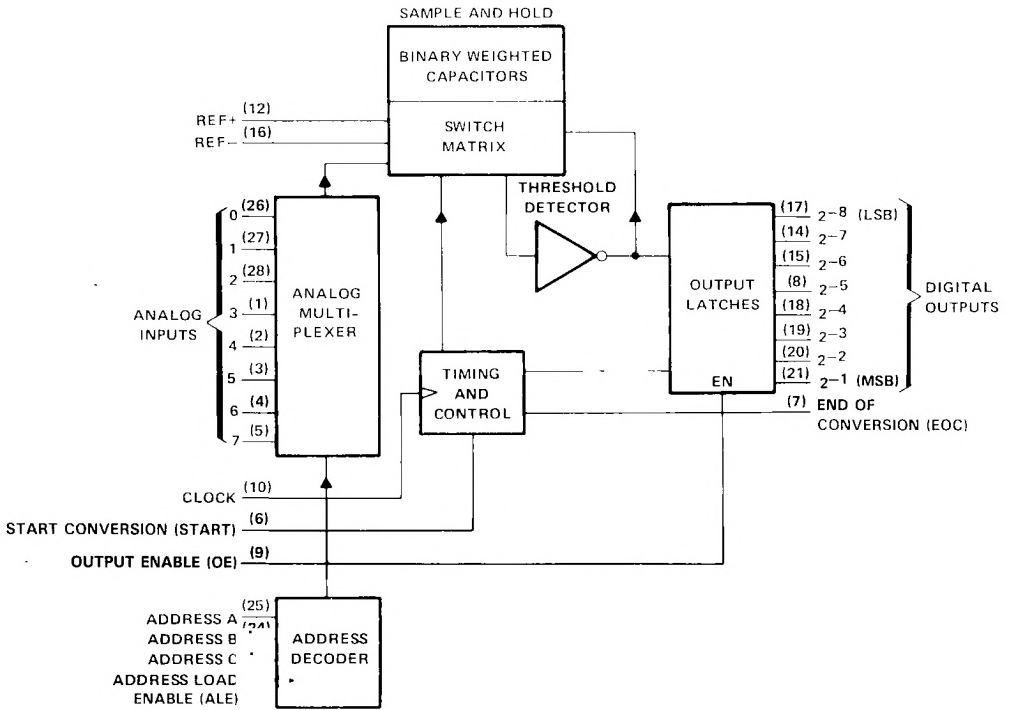 SAMPLE AND HOLD
BINARY WEIGHTED
CAPACITORS
SWITCH
MATRIX
REF+ (12)
REF– (16)
THRESHOLD
DETECTOR
ANALOG
INPUTS
0 (26)
1 (27)
2 (28)
3 (1)
4 (2)
5 (3)
6 (4)
7 (5)
ANALOG
MULTI-
PLEXER
TIMING
AND
CONTROL
OUTPUT
LATCHES
EN
(17) 2–8 (LSB)
(14) 2–7
(15) 2–6
(8) 2–5
(18) 2–4
(19) 2–3
(20) 2–2
(21) 2–1 (MSB)
DIGITAL
OUTPUTS
(7) END OF
CONVERSION (EOC)
CLOCK (10)
START CONVERSION (START) (6)
OUTPUT ENABLE (OE) (9)
ADDRESS A (25)
ADDRESS B
ADDRESS C
ADDRESS LOAD
ENABLE (ALE)
ADDRESS
DECODER